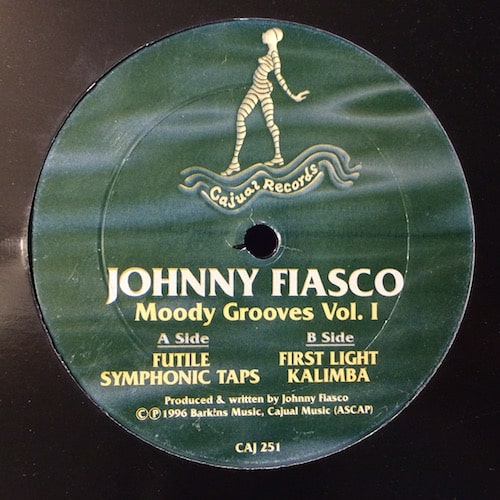 Cajual Records
JOHNNY FIASCO
Moody Grooves Vol. I
A Side
FUTILE
SYMPHONIC TAPS
B Side
FIRST LIGHT
KALIMBA
Produced & written by Johnny Fiasco
©℗1996 Bark!ns Music, Cajual Music (ASCAP)
CAJ 251